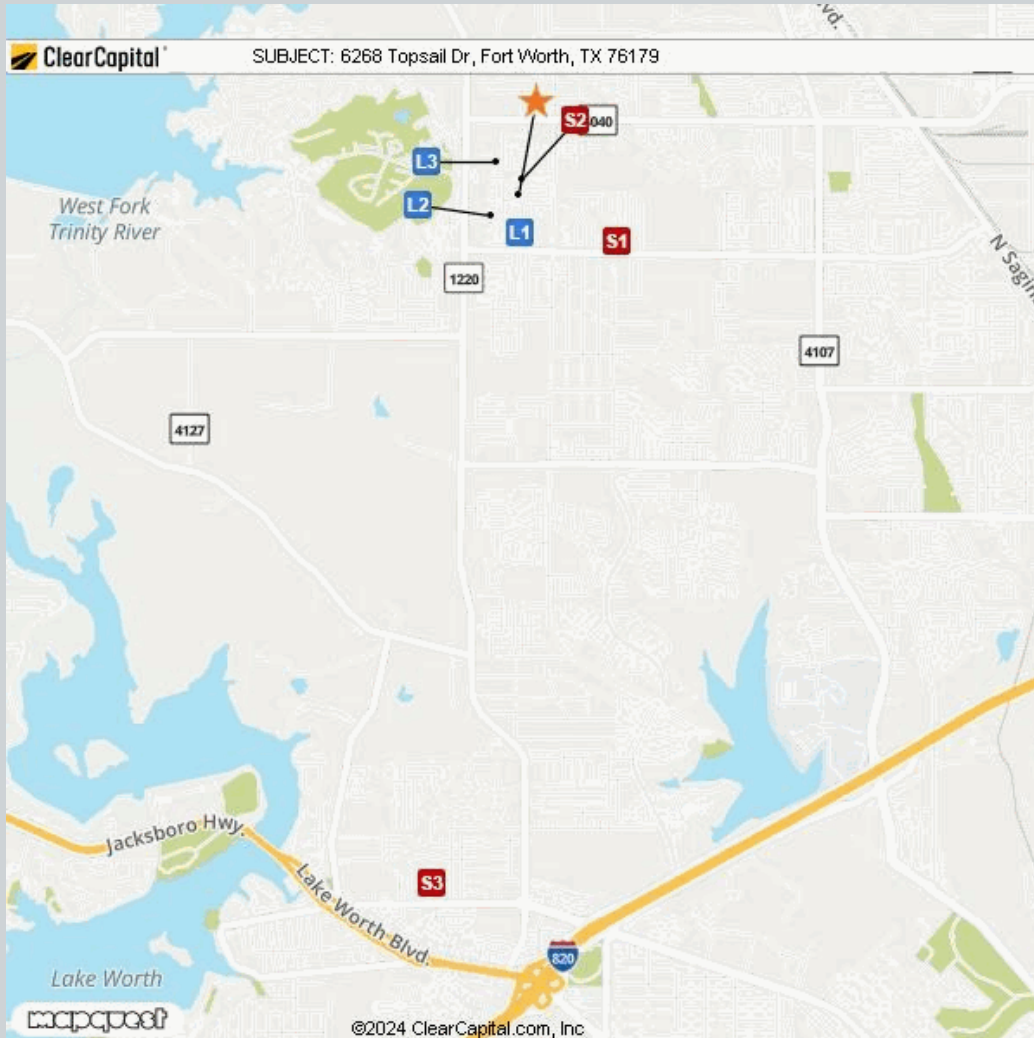 vd.
ClearCapital
SUBJECT: 6268 Topsail Dr, Fort Worth, TX 76179
S2
040
L3
L2
West Fork
Trinity River
L1
S1
N Sagin
1220
4107
4127
Jacksboro Hwy.
S3
Lake Worth Blvd.
820
Lake Worth
mapquest
©2024 ClearCapital.com, Inc